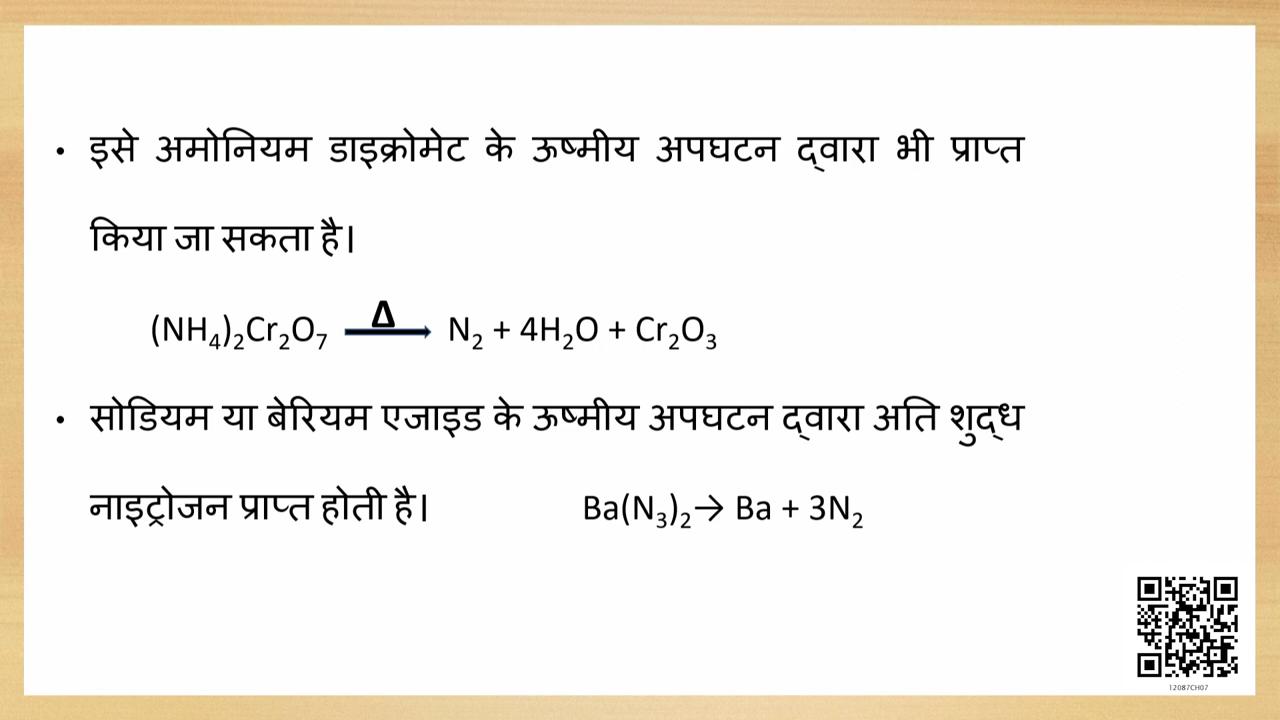 • इसे अमोनियम डाइक्रोमेट के ऊष्मीय अपघटन द्वारा भी प्राप्त
किया जा सकता है।
(NH₄)₂Cr₂O₇ —Δ→ N₂ + 4H₂O + Cr₂O₃
• सोडियम या बेरियम एजाइड के ऊष्मीय अपघटन द्वारा अति शुद्ध
नाइट्रोजन प्राप्त होती है। Ba(N₃)₂→ Ba + 3N₂
12087CH07